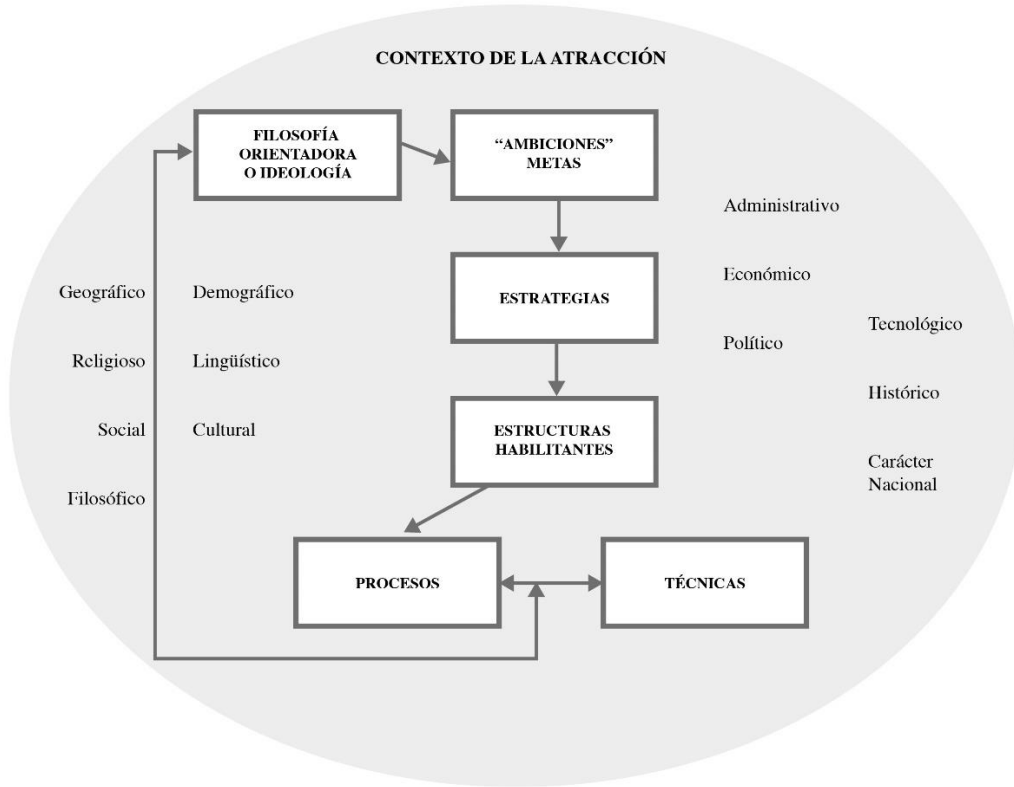 CONTEXTO DE LA ATRACCIÓN
FILOSOFÍA
ORIENTADORA
O IDEOLOGÍA
“AMBICIONES”
METAS
Administrativo
Económico
Político
Tecnológico
Histórico
Carácter
Nacional
Geográfico
Religioso
Social
Filosófico
Demográfico
Lingüístico
Cultural
ESTRATEGIAS
ESTRUCTURAS
HABILITANTES
PROCESOS
TÉCNICAS